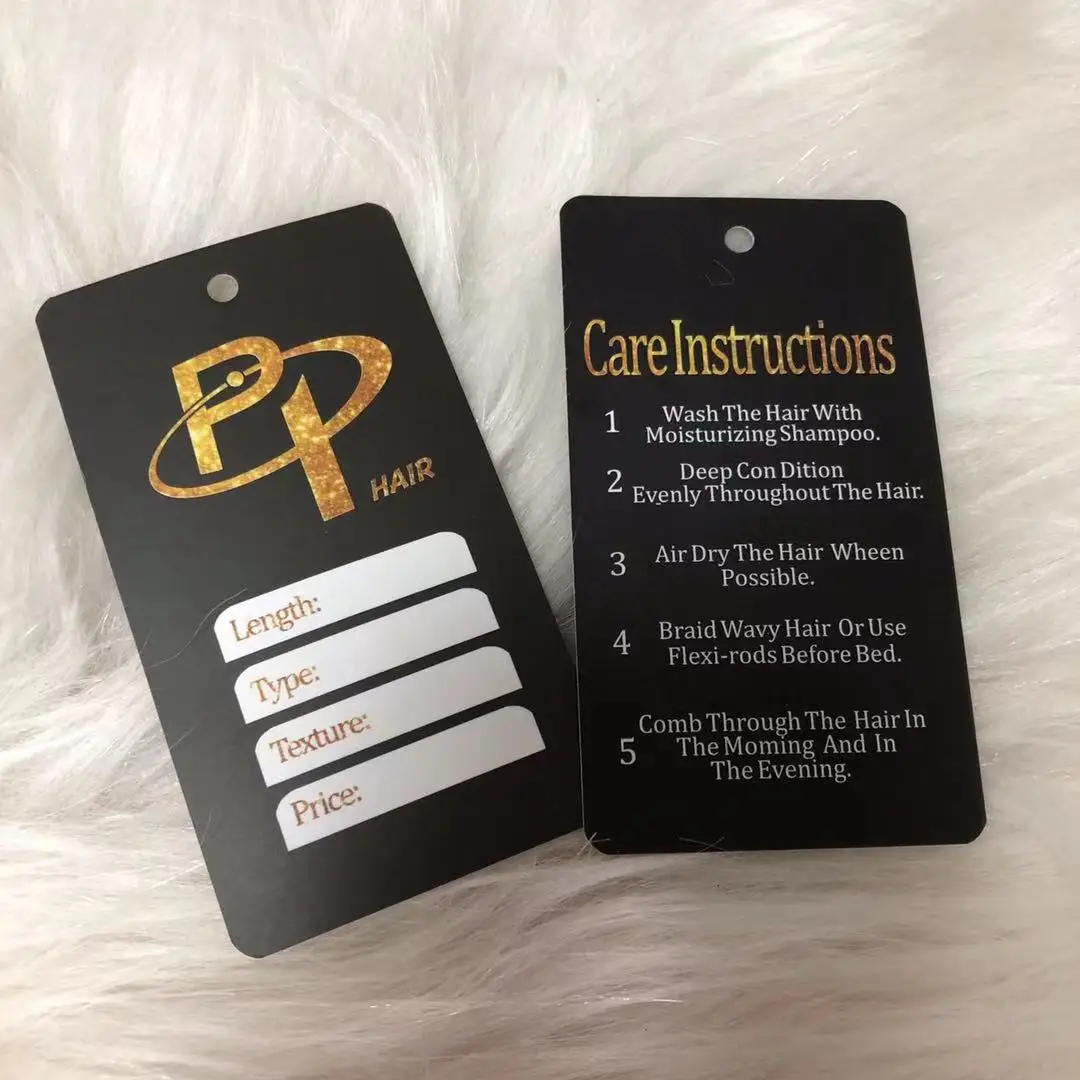 PP
HAIR
Length:
Type:
Texture:
Price:
Care Instructions
1 Wash The Hair With
Moisturizing Shampoo.
2 Deep Con Dition
Evenly Throughout The Hair.
3 Air Dry The Hair Wheen
Possible.
4 Braid Wavy Hair Or Use
Flexi-rods Before Bed.
5 Comb Through The Hair In
The Moming And In
The Evening.